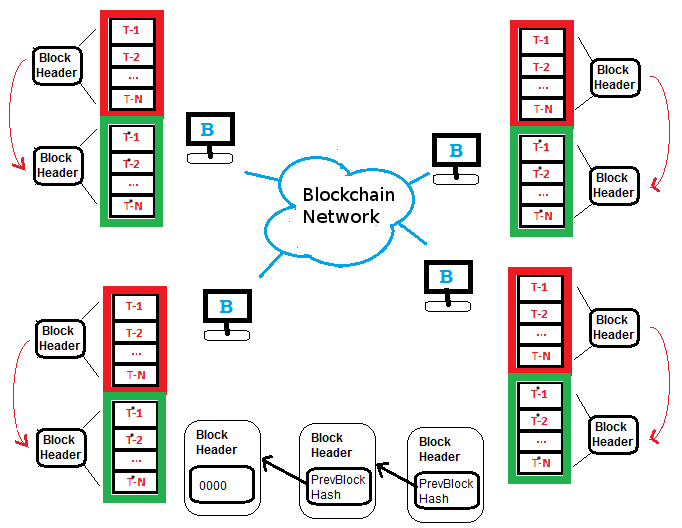 Block
Header
T-1
T-2
...
T-N
Block
Header
T*-1
T*-2
...
T*-N
B
Blockchain
Network
B
T-1
T-2
...
T-N
Block
Header
T*-1
T*-2
...
T*-N
Block
Header
Block
Header
T-1
T-2
...
T-N
Block
Header
T*-1
T*-2
...
T*-N
B
B
T-1
T-2
...
T-N
Block
Header
T*-1
T*-2
...
T*-N
Block
Header
Block
Header
0000
Block
Header
PrevBlock
Hash
Block
Header
PrevBlock
Hash